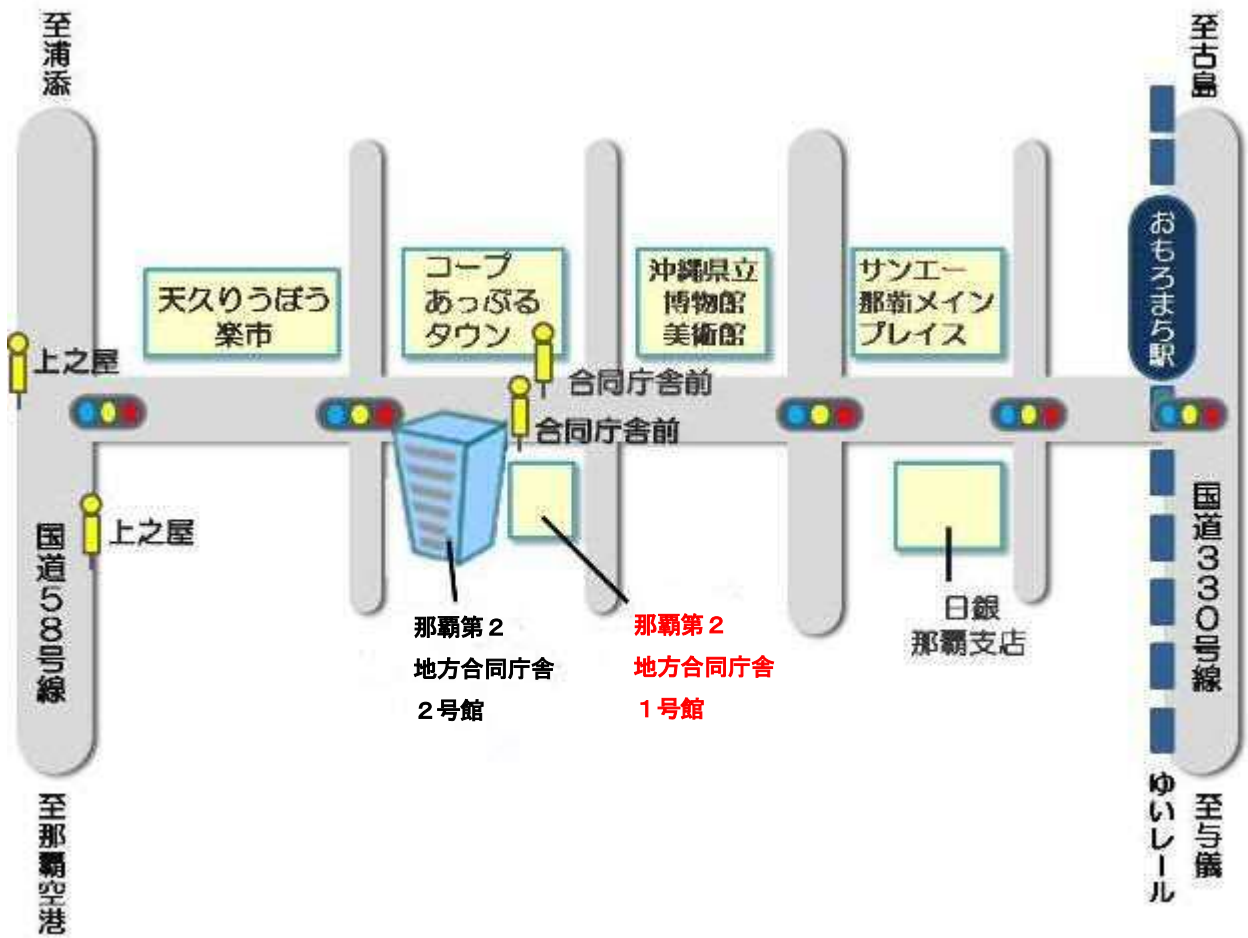 至浦添
至古島
おもろまち駅
コープ
あっぷる
タウン
沖縄県立
博物館
美術館
サンエー
那覇メイン
プレイス
天久りうぼう
楽市
上之屋
合同庁舎前
合同庁舎前
上之屋
国道58号線
国道330号線
日銀
那覇支店
那覇第2
地方合同庁舎
2号館
那覇第2
地方合同庁舎
1号館
至那覇空港
ゆいレール
至与儀